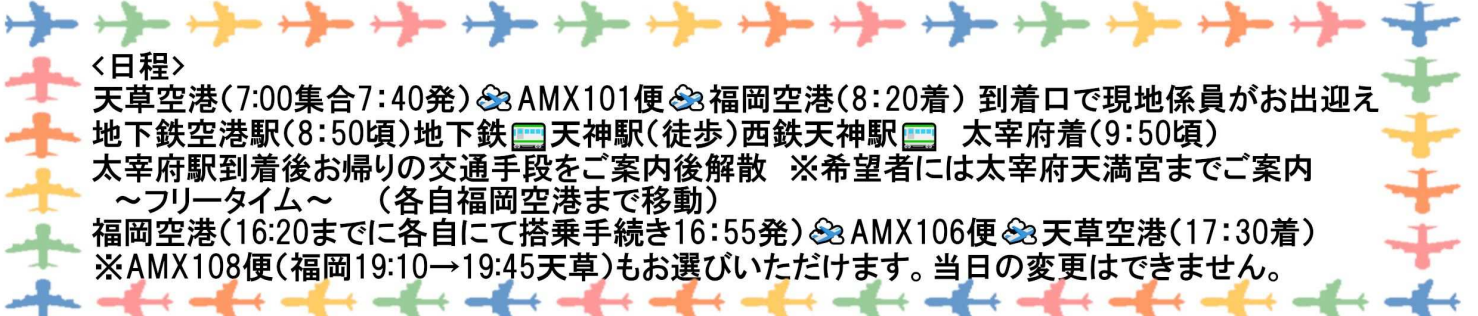 <日程>
天草空港(7:00集合7:40発)AMX101便福岡空港(8:20着) 到着口で現地係員がお出迎え
地下鉄空港駅(8:50頃)地下鉄天神駅(徒歩)西鉄天神駅 太宰府着(9:50頃)
太宰府駅到着後お帰りの交通手段をご案内後解散 ※希望者には太宰府天満宮までご案内
～フリータイム～ (各自福岡空港まで移動)
福岡空港(16:20までに各自にて搭乗手続き16:55発)AMX106便天草空港(17:30着)
※AMX108便(福岡19:10→19:45天草)もお選びいただけます。当日の変更はできません。